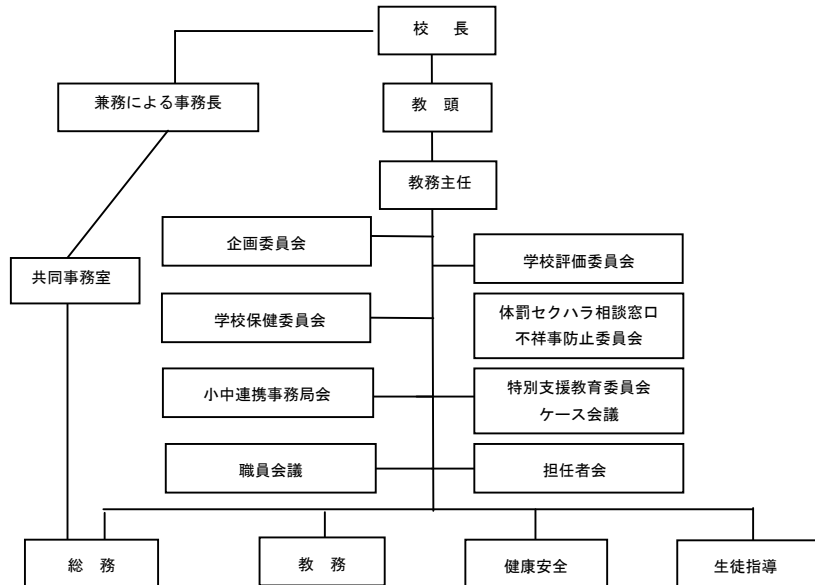 校　長
兼務による事務長
教　頭
教務主任
企画委員会
学校評価委員会
共同事務室
学校保健委員会
体罰セクハラ相談窓口
不祥事防止委員会
小中連携事務局会
特別支援教育委員会
ケース会議
職員会議
担任者会
総　務
教　務
健康安全
生徒指導